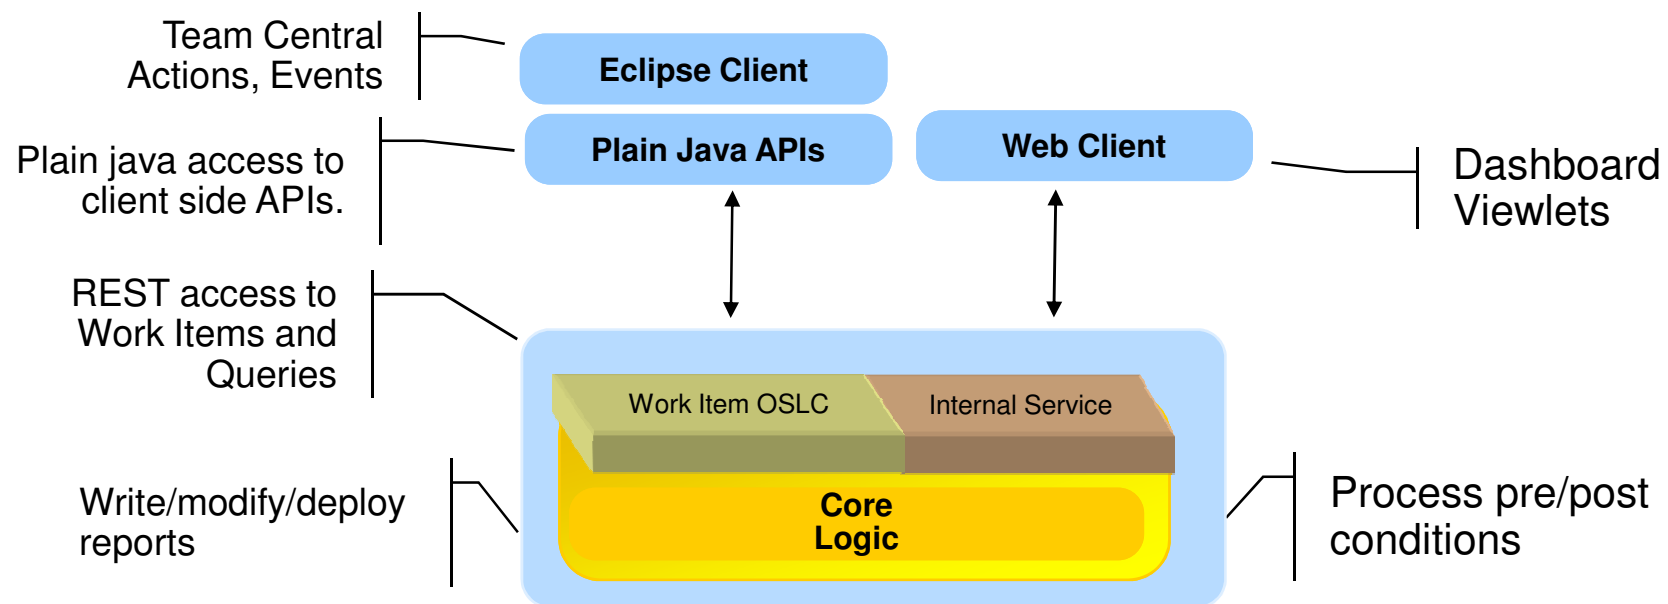 Team Central
Actions, Events
Eclipse Client
Plain Java APIs
Web Client
Plain java access to
client side APIs.
Dashboard
Viewlets
REST access to
Work Items and
Queries
Work Item OSLC
Internal Service
Core
Logic
Write/modify/deploy
reports
Process pre/post
conditions